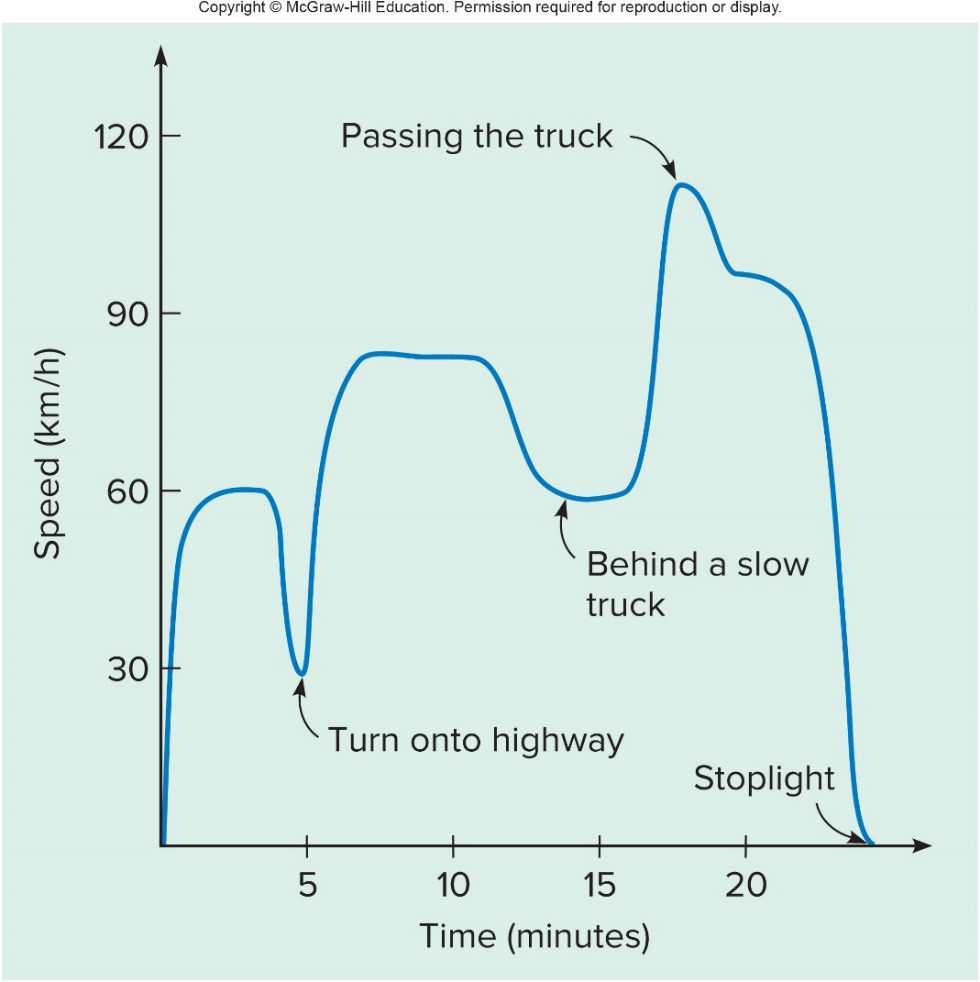 Copyright © McGraw-Hill Education. Permission required for reproduction or display.
Passing the truck
120
90
60
30
Speed (km/h)
Behind a slow
truck
Turn onto highway
Stoplight
5 10 15 20
Time (minutes)